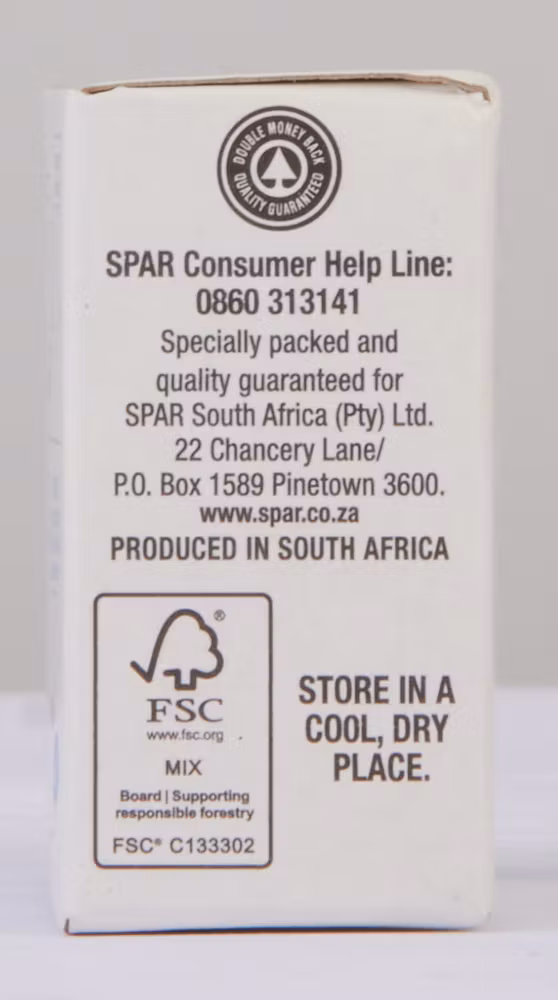 DOUBLE MONEY BACK
QUALITY GUARANTEED
SPAR Consumer Help Line:
0860 313141
Specially packed and
quality guaranteed for
SPAR South Africa (Pty) Ltd.
22 Chancery Lane/
P.O. Box 1589 Pinetown 3600.
www.spar.co.za
PRODUCED IN SOUTH AFRICA
®
FSC
www.fsc.org
MIX
Board | Supporting
responsible forestry
FSC® C133302
STORE IN A
COOL, DRY
PLACE.